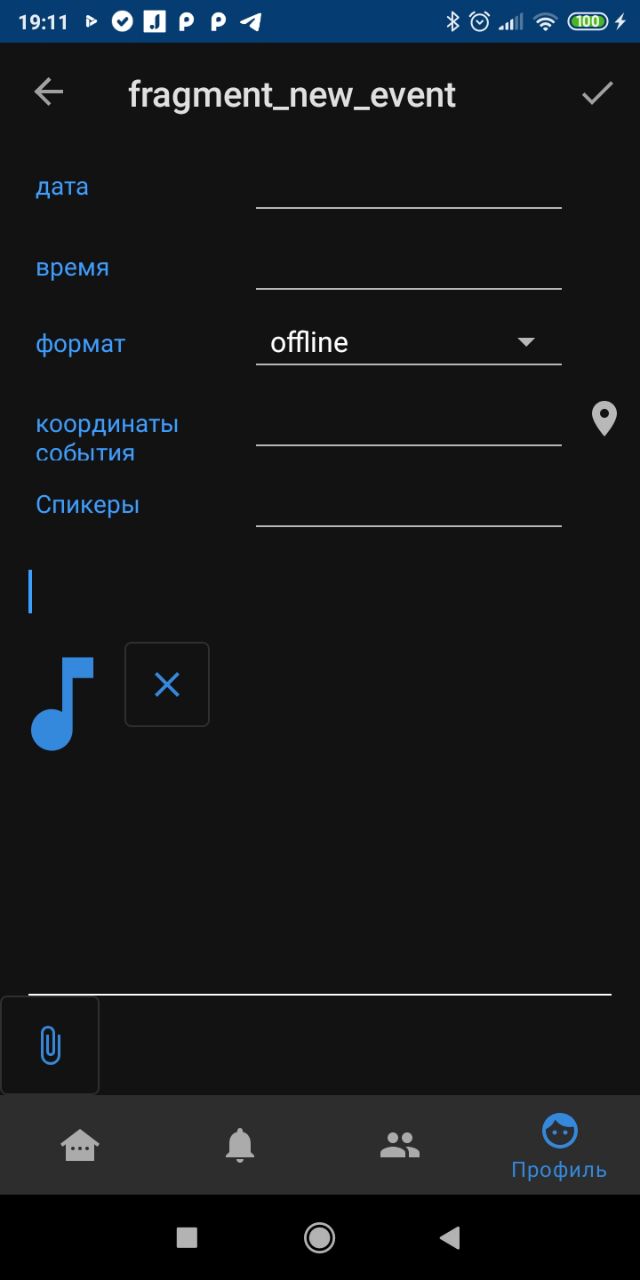 19:11
100
fragment_new_event
дата
время
формат
offline
координаты
события
Спикеры
Профиль